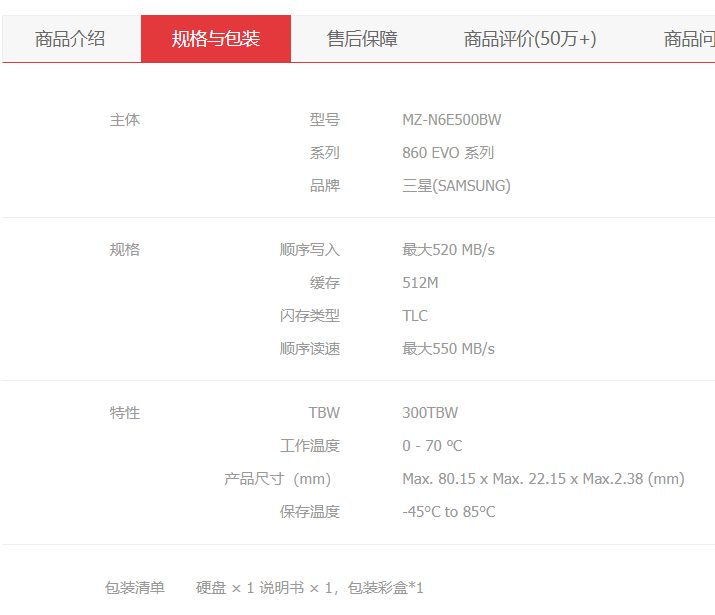 商品介绍 规格与包装 售后保障 商品评价(50万+) 商品问
主体 型号 MZ-N6E500BW
系列 860 EVO 系列
品牌 三星(SAMSUNG)
规格 顺序写入 最大520 MB/s
缓存 512M
闪存类型 TLC
顺序读速 最大550 MB/s
特性 TBW 300TBW
工作温度 0 - 70 ºC
产品尺寸（mm） Max. 80.15 x Max. 22.15 x Max.2.38 (mm)
保存温度 -45ºC to 85ºC
包装清单 硬盘 × 1 说明书 × 1，包装彩盒*1